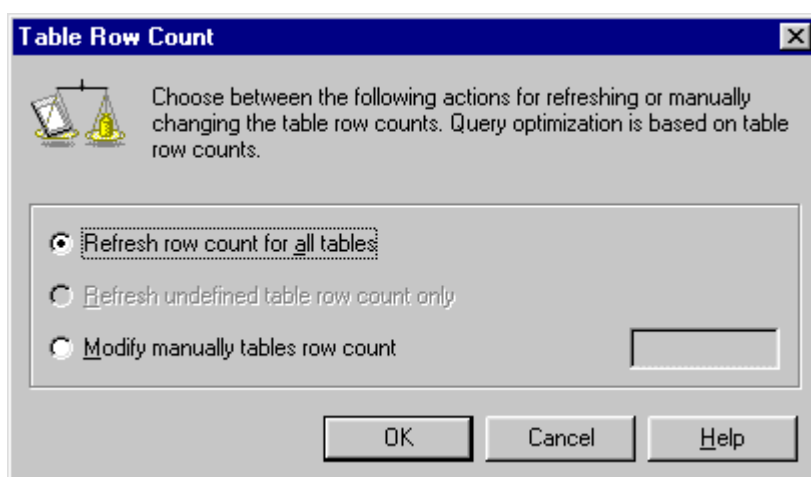 Table Row Count
Choose between the following actions for refreshing or manually
changing the table row counts. Query optimization is based on table
row counts.
Refresh row count for all tables
Refresh undefined table row count only
Modify manually tables row count
OK Cancel Help